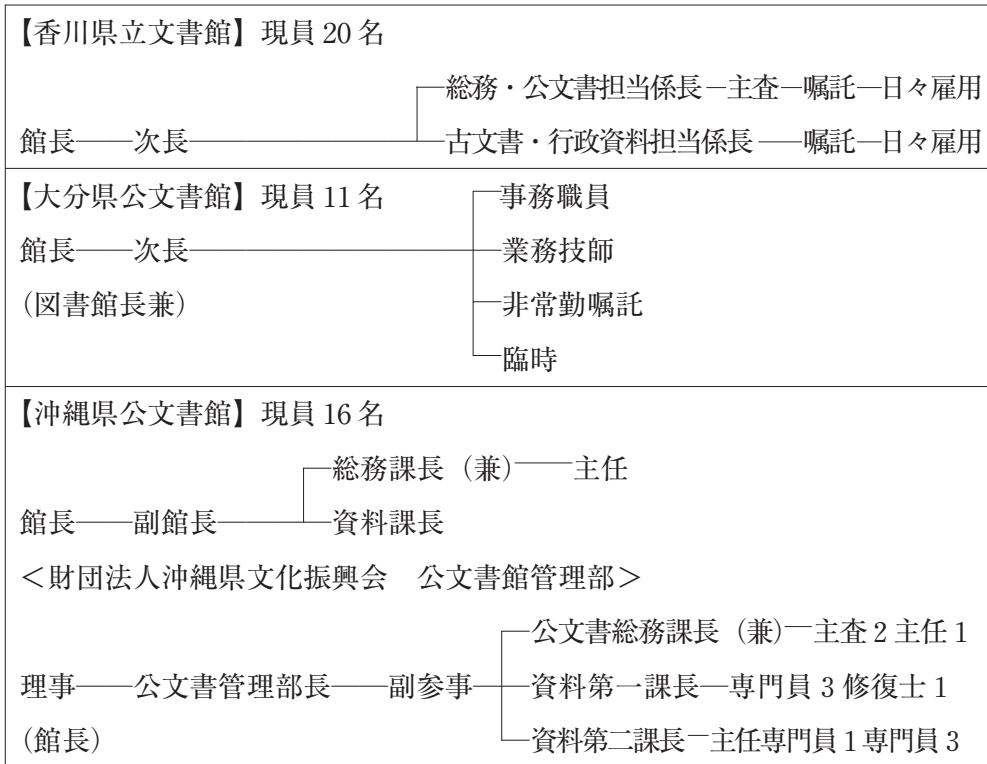 【香川県立文書館】現員 20 名
総務・公文書担当係長―主査―嘱託―日々雇用
館長――次長――――――――古文書・行政資料担当係長――嘱託―日々雇用
【大分県公文書館】現員 11 名
事務職員
館長――次長――――――――――業務技師
(図書館長兼)
非常勤嘱託
臨時
【沖縄県公文書館】現員 16 名
総務課長(兼)――主任
館長――副館長――――資料課長
<財団法人沖縄県文化振興会 公文書館管理部>
公文書総務課長(兼)―主査 2 主任 1
理事――公文書管理部長――副参事――資料第一課長―専門員 3 修復士 1
(館長)
資料第二課長―主任専門員 1 専門員 3